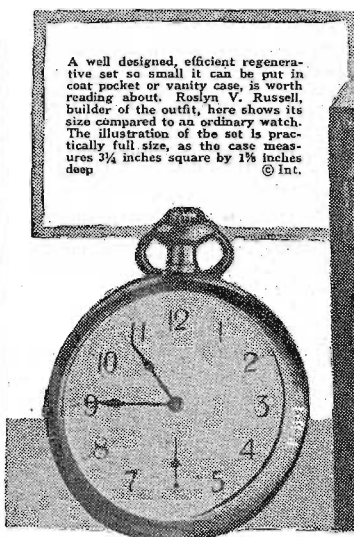 A well designed, efficient regenera-
tive set so small it can be put in
coat pocket or vanity case, is worth
reading about. Roslyn V. Russell,
builder of the outfit, here shows its
size compared to an ordinary watch.
The illustration of the set is prac-
tically full size, as the case meas-
ures 3¼ inches square by 1⅝ inches
deep © Int.
11 12 1
10 2
9 3
8 4
7 5